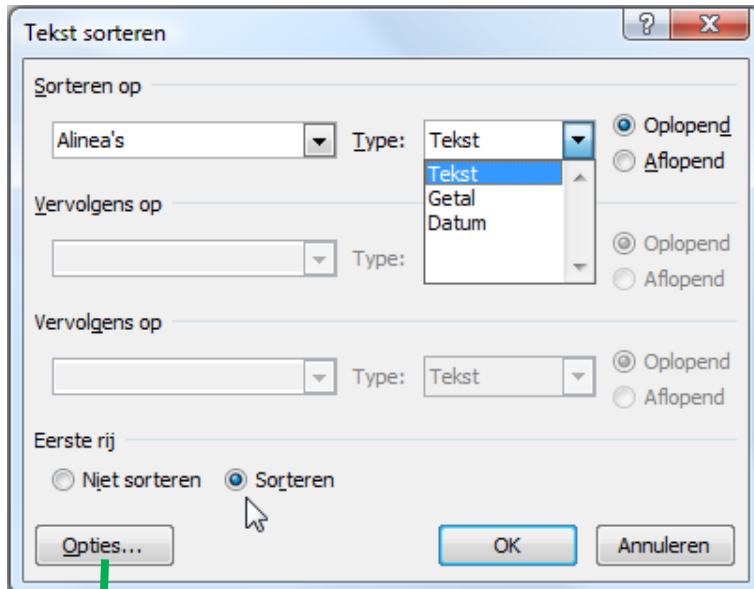 Tekst sorteren
Sorteren op
Alinea's Type: Tekst Oplopend
Aflopend
Tekst
Getal
Datum
Vervolgens op
Type: Oplopend
Aflopend
Vervolgens op
Type: Tekst Oplopend
Aflopend
Eerste rij
Niet sorteren Sorteren
Opties... OK Annuleren